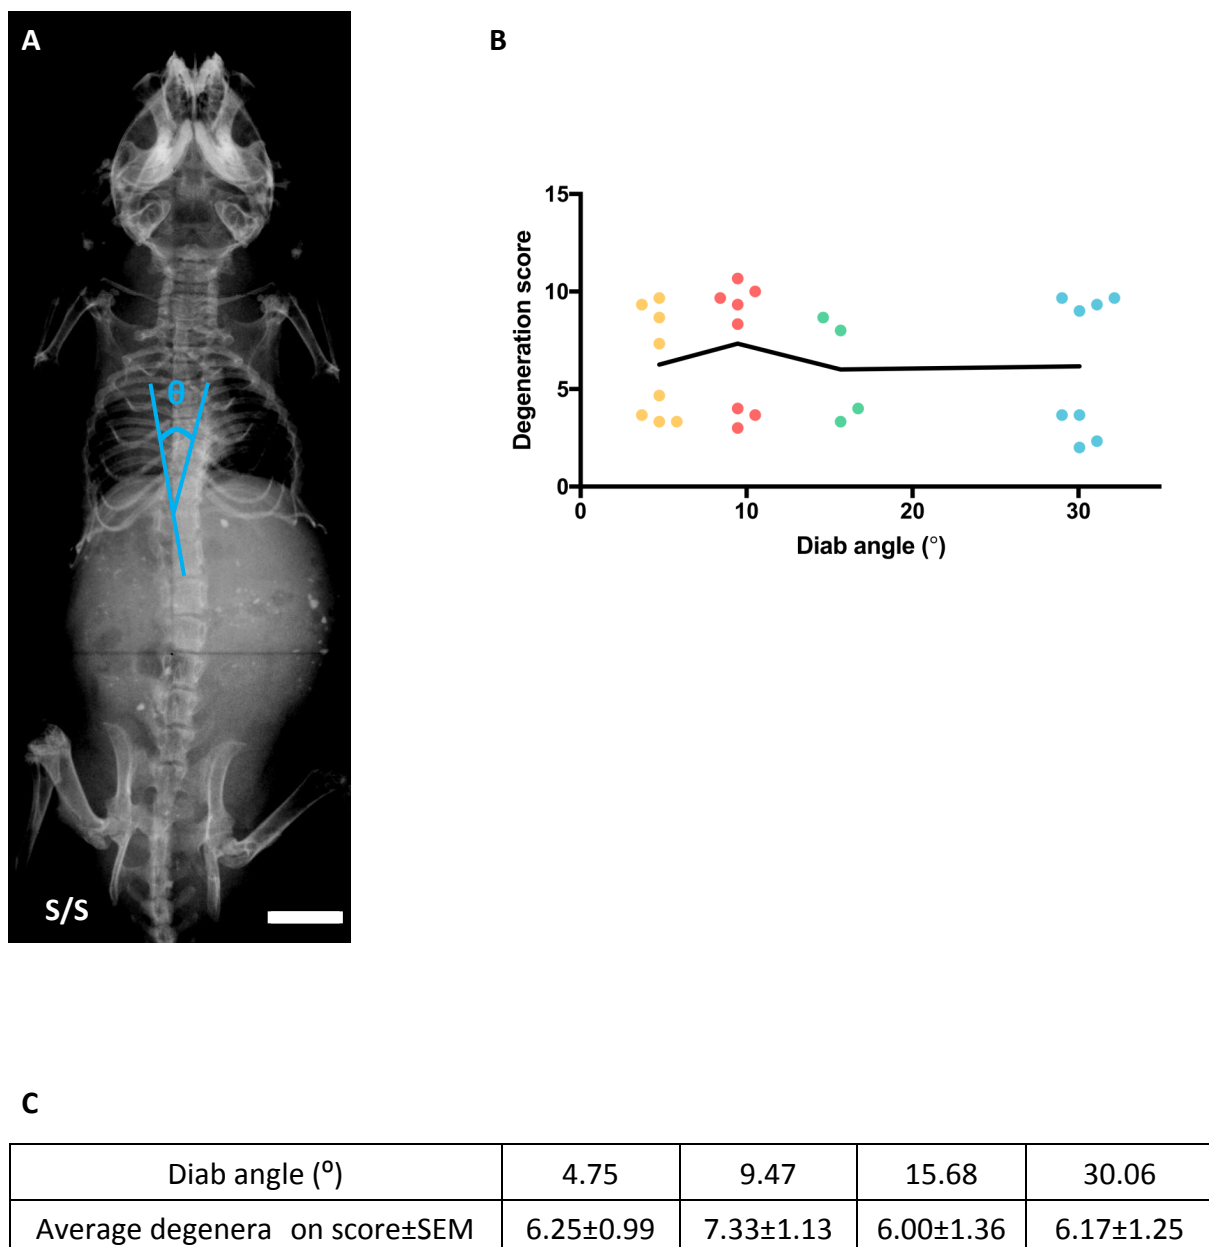 A
B
θ
S/S
15
10
5
0
Degeneration score
0 10 20 30
Diab angle (°)
C
Diab angle (º) 4.75 9.47 15.68 30.06
Average degenera on score±SEM 6.25±0.99 7.33±1.13 6.00±1.36 6.17±1.25